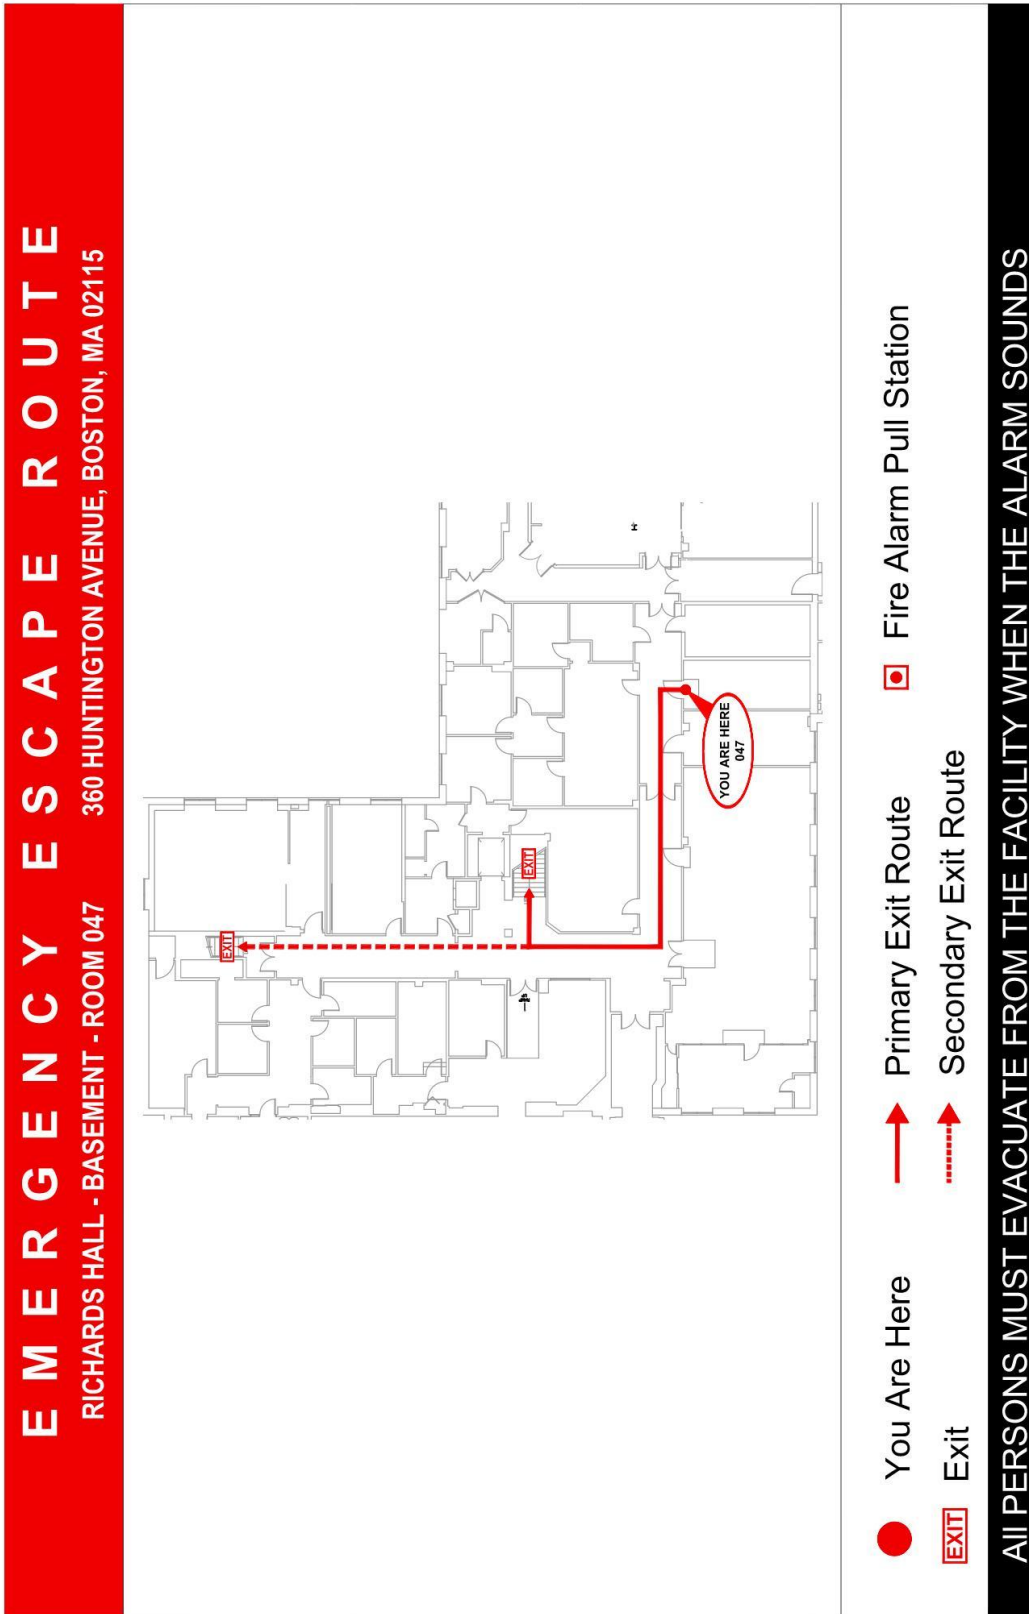 EMERGENCY ESCAPE ROUTE
RICHARDS HALL - BASEMENT - ROOM 047 360 HUNTINGTON AVENUE, BOSTON, MA 02115
EXIT
EXIT
YOU ARE HERE
047
You Are Here
Primary Exit Route
Fire Alarm Pull Station
EXIT Exit
Secondary Exit Route
All PERSONS MUST EVACUATE FROM THE FACILITY WHEN THE ALARM SOUNDS